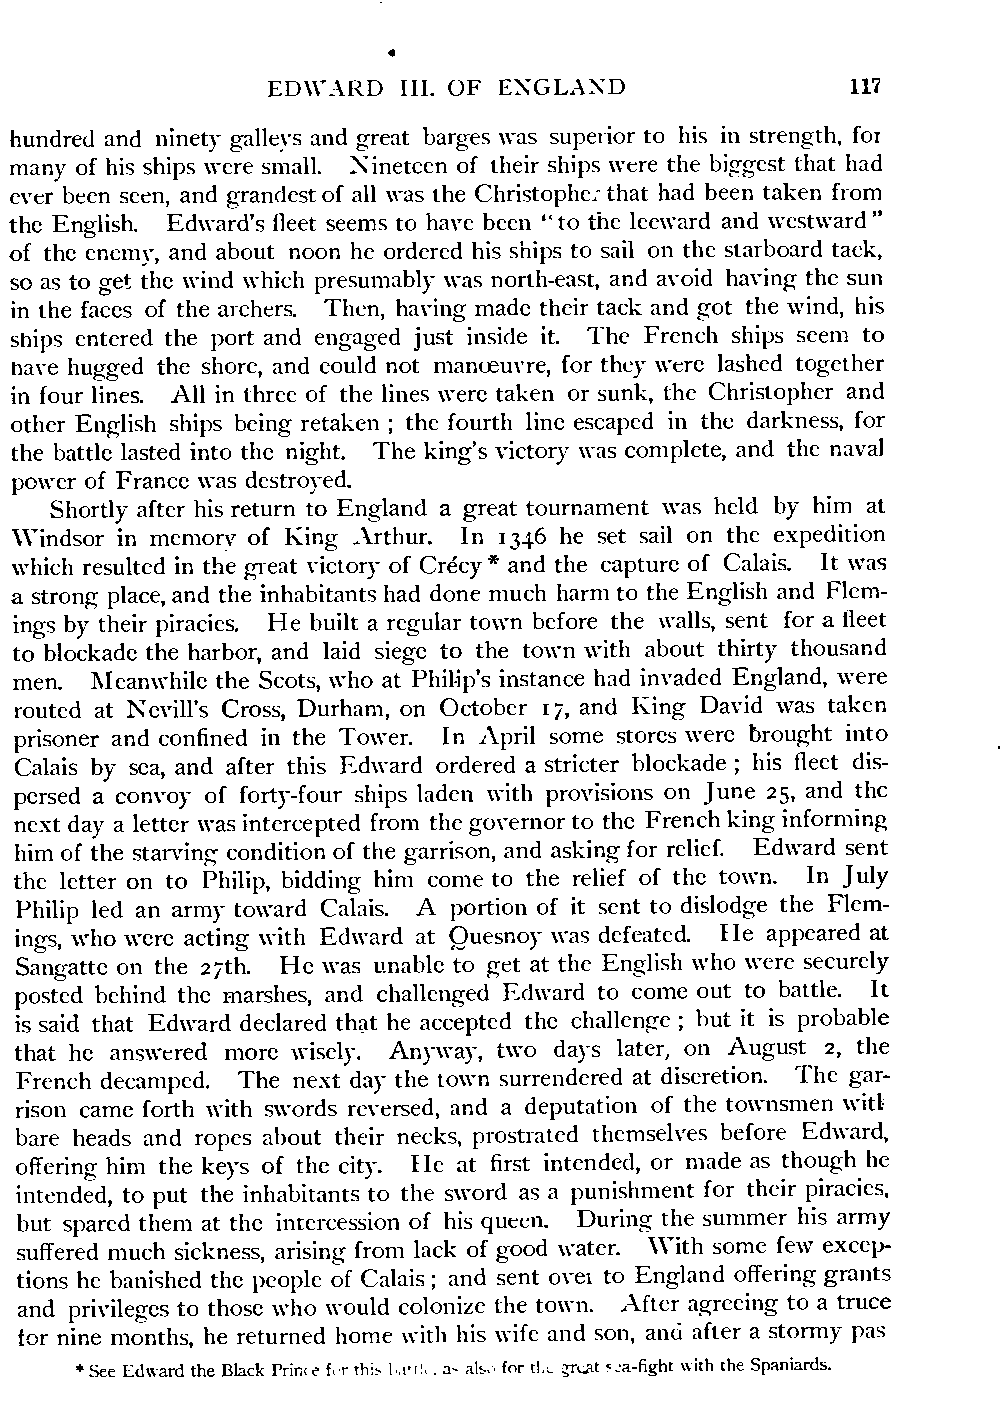 EDWARD III. OF ENGLAND 117
hundred and ninety galleys and great barges was superior to his in strength, for
many of his ships were small. Nineteen of their ships were the biggest that had
ever been seen, and grandest of all was the Christopher that had been taken from
the English. Edward's fleet seems to have been "to the leeward and westward"
of the enemy, and about noon he ordered his ships to sail on the starboard tack,
so as to get the wind which presumably was north-east, and avoid having the sun
in the faces of the archers. Then, having made their tack and got the wind, his
ships entered the port and engaged just inside it. The French ships seem to
have hugged the shore, and could not manœuvre, for they were lashed together
in four lines. All in three of the lines were taken or sunk, the Christopher and
other English ships being retaken ; the fourth line escaped in the darkness, for
the battle lasted into the night. The king's victory was complete, and the naval
power of France was destroyed.
Shortly after his return to England a great tournament was held by him at
Windsor in memory of King Arthur. In 1346 he set sail on the expedition
which resulted in the great victory of Crécy * and the capture of Calais. It was
a strong place, and the inhabitants had done much harm to the English and Flem-
ings by their piracies. He built a regular town before the walls, sent for a fleet
to blockade the harbor, and laid siege to the town with about thirty thousand
men. Meanwhile the Scots, who at Philip's instance had invaded England, were
routed at Nevill's Cross, Durham, on October 17, and King David was taken
prisoner and confined in the Tower. In April some stores were brought into
Calais by sea, and after this Edward ordered a stricter blockade ; his fleet dis-
persed a convoy of forty-four ships laden with provisions on June 25, and the
next day a letter was intercepted from the governor to the French king informing
him of the starving condition of the garrison, and asking for relief. Edward sent
the letter on to Philip, bidding him come to the relief of the town. In July
Philip led an army toward Calais. A portion of it sent to dislodge the Flem-
ings, who were acting with Edward at Quesnoy was defeated. He appeared at
Sangatte on the 27th. He was unable to get at the English who were securely
posted behind the marshes, and challenged Edward to come out to battle. It
is said that Edward declared that he accepted the challenge ; but it is probable
that he answered more wisely. Anyway, two days later, on August 2, the
French decamped. The next day the town surrendered at discretion. The gar-
rison came forth with swords reversed, and a deputation of the townsmen with
bare heads and ropes about their necks, prostrated themselves before Edward,
offering him the keys of the city. He at first intended, or made as though he
intended, to put the inhabitants to the sword as a punishment for their piracies,
but spared them at the intercession of his queen. During the summer his army
suffered much sickness, arising from lack of good water. With some few excep-
tions he banished the people of Calais ; and sent over to England offering grants
and privileges to those who would colonize the town. After agreeing to a truce
for nine months, he returned home with his wife and son, and after a stormy pas
* See Edward the Black Prince for this battle, as also for the great sea-fight with the Spaniards.